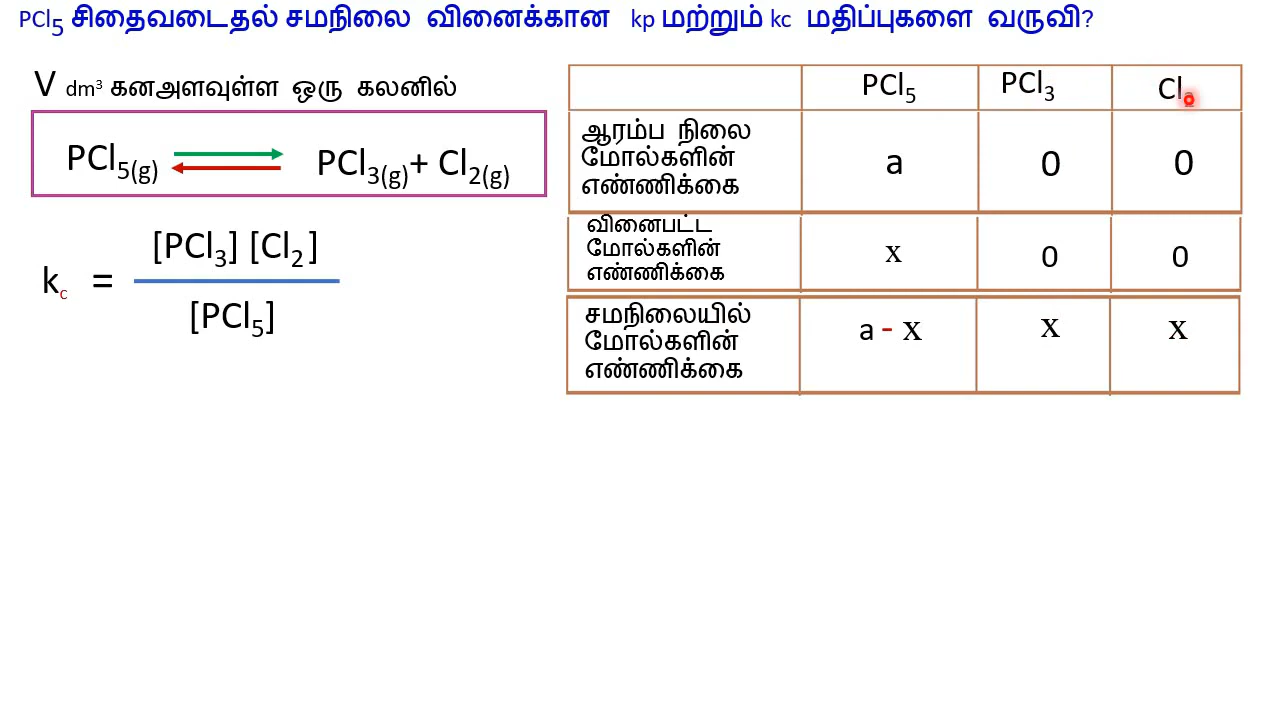 PCl5 சிதைவடைதல் சமநிலை வினைக்கான kp மற்றும் kc மதிப்புகளை வருவி?
V dm³ கனஅளவுள்ள ஒரு கலனில்
PCl5(g) ⇌ PCl3(g)+ Cl2(g)
kc = [PCl3] [Cl2] / [PCl5]
PCl5 PCl3 Cl
ஆரம்ப நிலை
மோல்களின்
எண்ணிக்கை
a 0 0
வினைபட்ட
மோல்களின்
எண்ணிக்கை
x 0 0
சமநிலையில்
மோல்களின்
எண்ணிக்கை
a - x x x